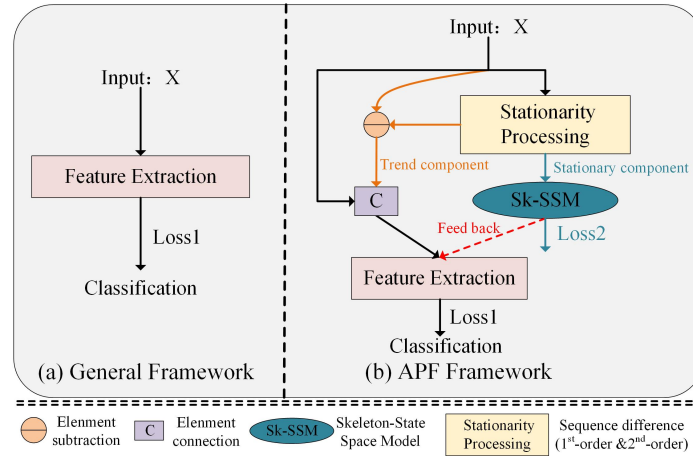 Input: X
Feature Extraction
Loss1
Classification
(a) General Framework
Input: X
Stationarity
Processing
Trend component
Stationary component
C
Sk-SSM
Feed back
Loss2
Feature Extraction
Loss1
Classification
(b) APF Framework
Elenment
subtraction
C
Elenment
connection
Sk-SSM
Skeleton-State
Space Model
Stationarity
Processing
Sequence difference
(1st-order &2nd-order)